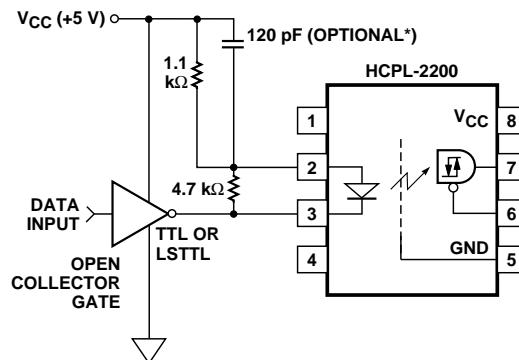 VCC (+5 V)
120 pF (OPTIONAL*)
1.1
kΩ
HCPL-2200
1
VCC
8
2
7
4.7 kΩ
DATA
INPUT
3
6
TTL OR
LSTTL
4
GND
5
OPEN
COLLECTOR
GATE